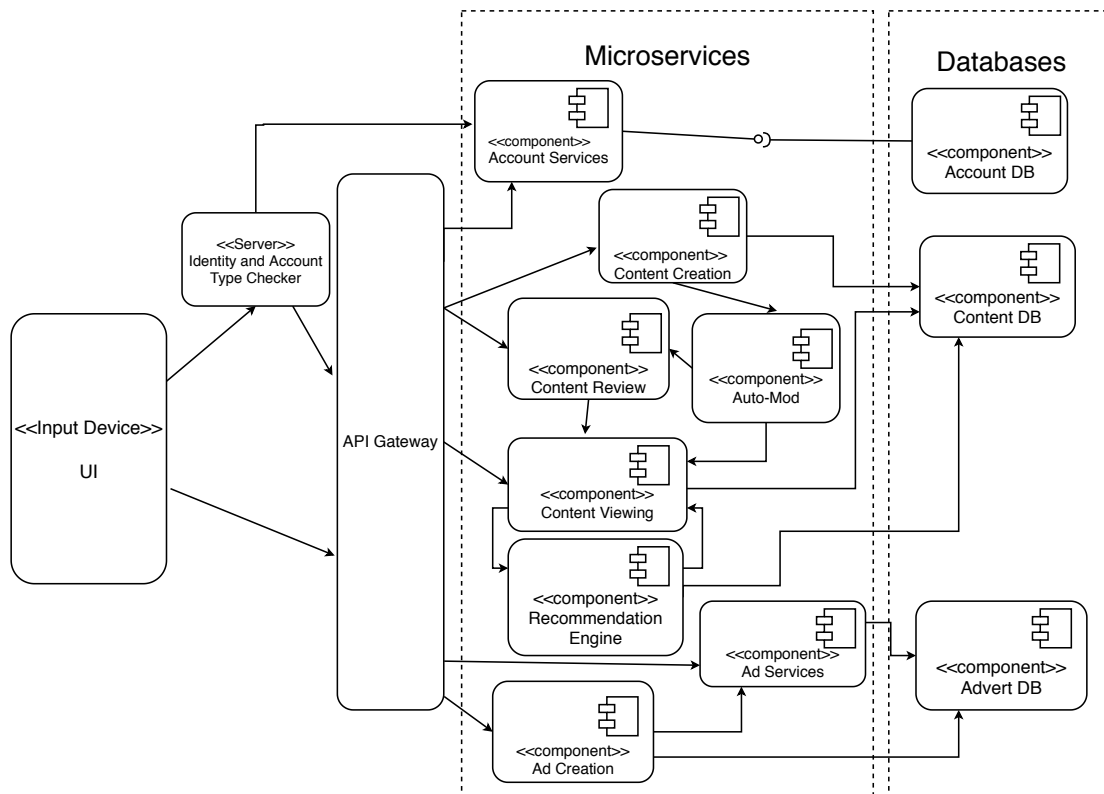 Microservices
Databases
<<component>>
Account Services
<<component>>
Account DB
<<Server>>
Identity and Account
Type Checker
<<component>>
Content Creation
<<component>>
Content DB
<<Input Device>>
UI
API Gateway
<<component>>
Content Review
<<component>>
Auto-Mod
<<component>>
Content Viewing
<<component>>
Recommendation
Engine
<<component>>
Ad Services
<<component>>
Advert DB
<<component>>
Ad Creation